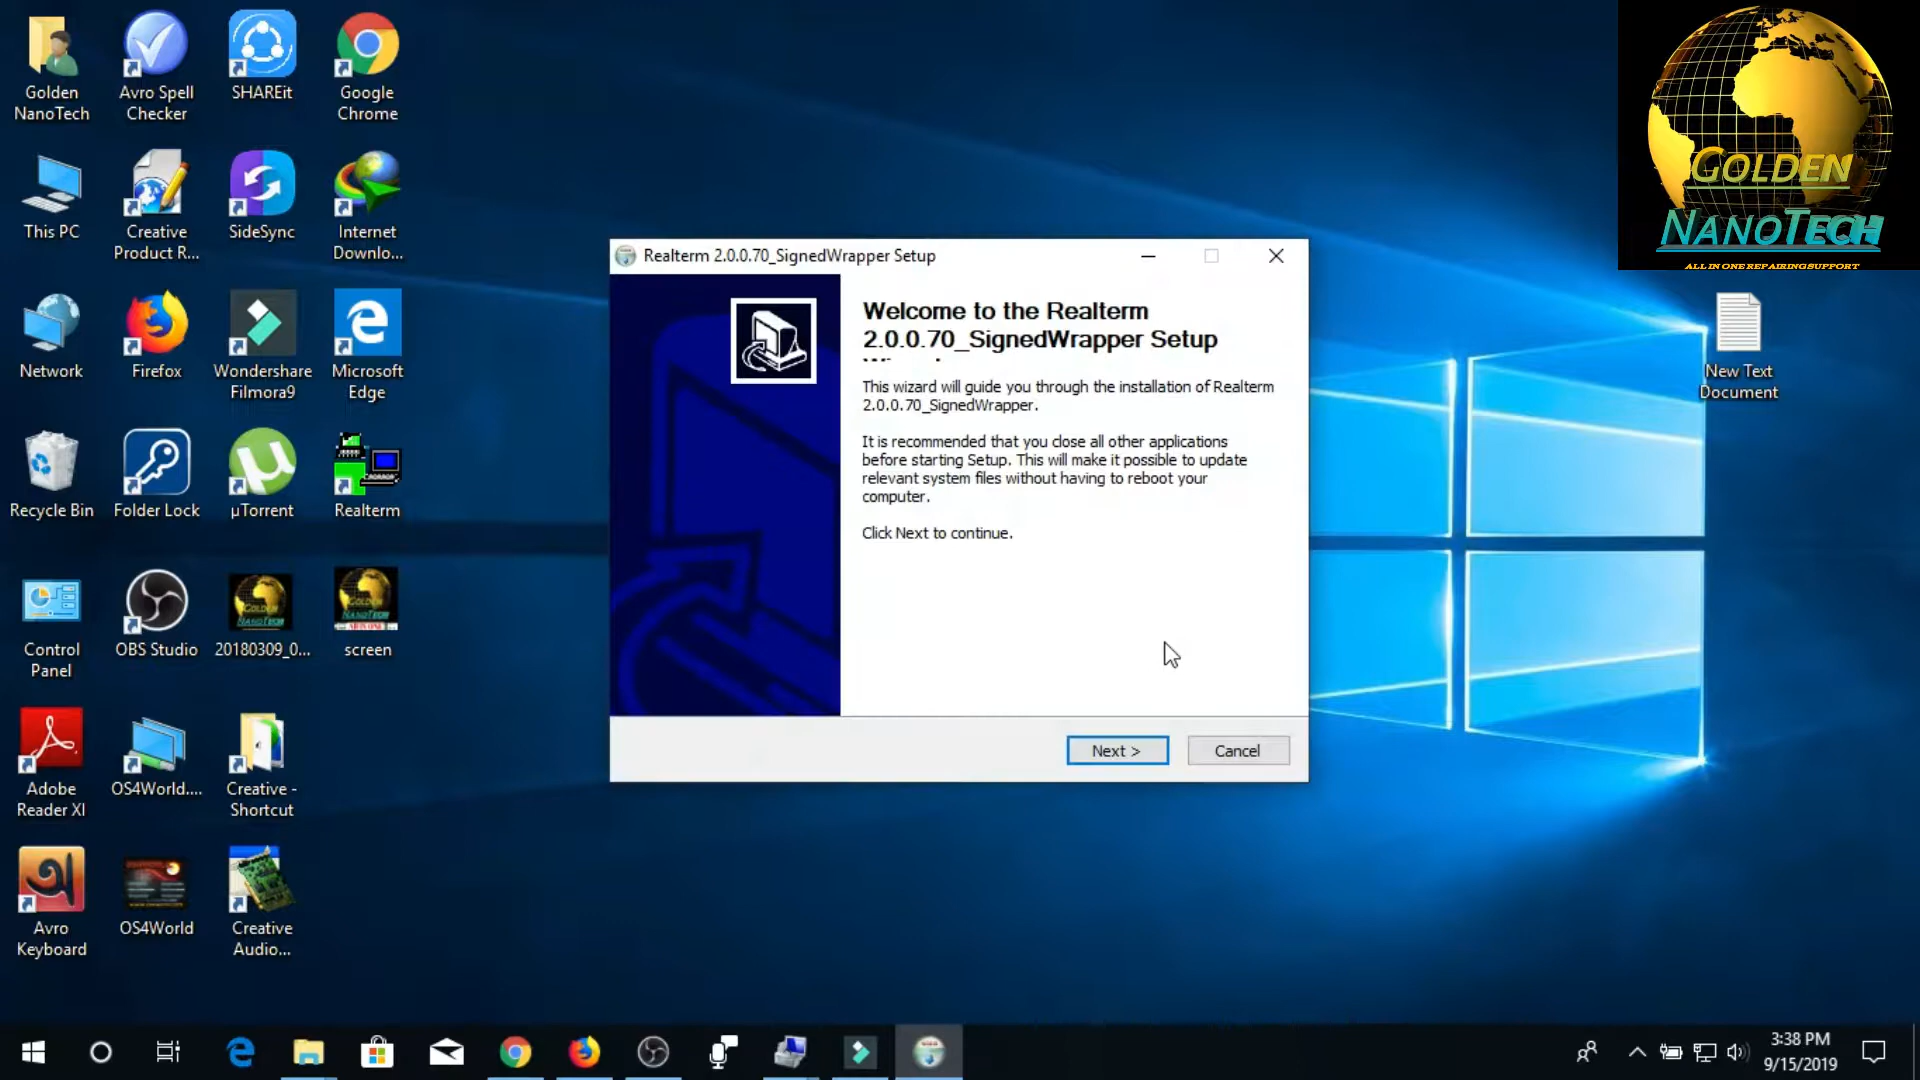 Golden
NanoTech
Avro Spell
Checker
SHAREit
Google
Chrome
This PC
Creative
Product R...
SideSync
Internet
Downlo...
Network
Firefox
Wondershare
Filmora9
Microsoft
Edge
Recycle Bin
Folder Lock
µTorrent
Realterm
Control
Panel
OBS Studio
20180309_0...
screen
Adobe
Reader XI
OS4World....
Creative -
Shortcut
Avro
Keyboard
OS4World
Creative
Audio...
Realterm 2.0.0.70_SignedWrapper Setup
Welcome to the Realterm
2.0.0.70_SignedWrapper Setup
This wizard will guide you through the installation of Realterm
2.0.0.70_SignedWrapper.
It is recommended that you close all other applications
before starting Setup. This will make it possible to update
relevant system files without having to reboot your
computer.
Click Next to continue.
Next >
Cancel
GOLDEN
NANOTECH
ALL IN ONE REPAIRING SUPPORT
New Text
Document
3:38 PM
9/15/2019